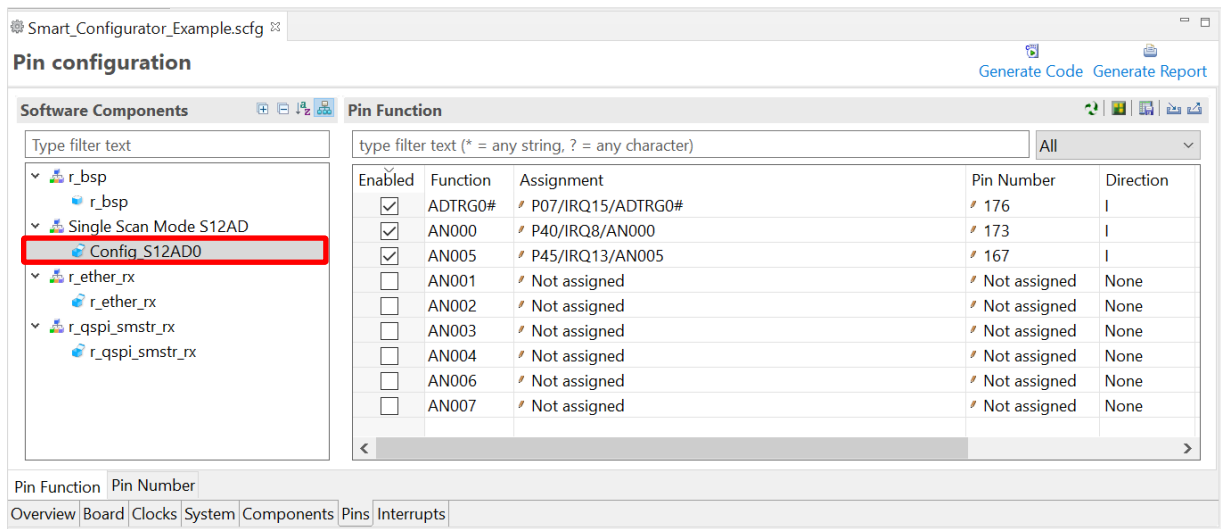 Smart_Configurator_Example.scfg
Pin configuration
Generate Code Generate Report
Software Components
Type filter text
r_bsp
r_bsp
Single Scan Mode S12AD
Config_S12AD0
r_ether_rx
r_ether_rx
r_qspi_smstr_rx
r_qspi_smstr_rx
Pin Function
type filter text (* = any string, ? = any character) All
Enabled Function Assignment Pin Number Direction
ADTRG0# P07/IRQ15/ADTRG0# 176 I
AN000 P40/IRQ8/AN000 173 I
AN005 P45/IRQ13/AN005 167 I
AN001 Not assigned Not assigned None
AN002 Not assigned Not assigned None
AN003 Not assigned Not assigned None
AN004 Not assigned Not assigned None
AN006 Not assigned Not assigned None
AN007 Not assigned Not assigned None
Pin Function Pin Number
Overview Board Clocks System Components Pins Interrupts